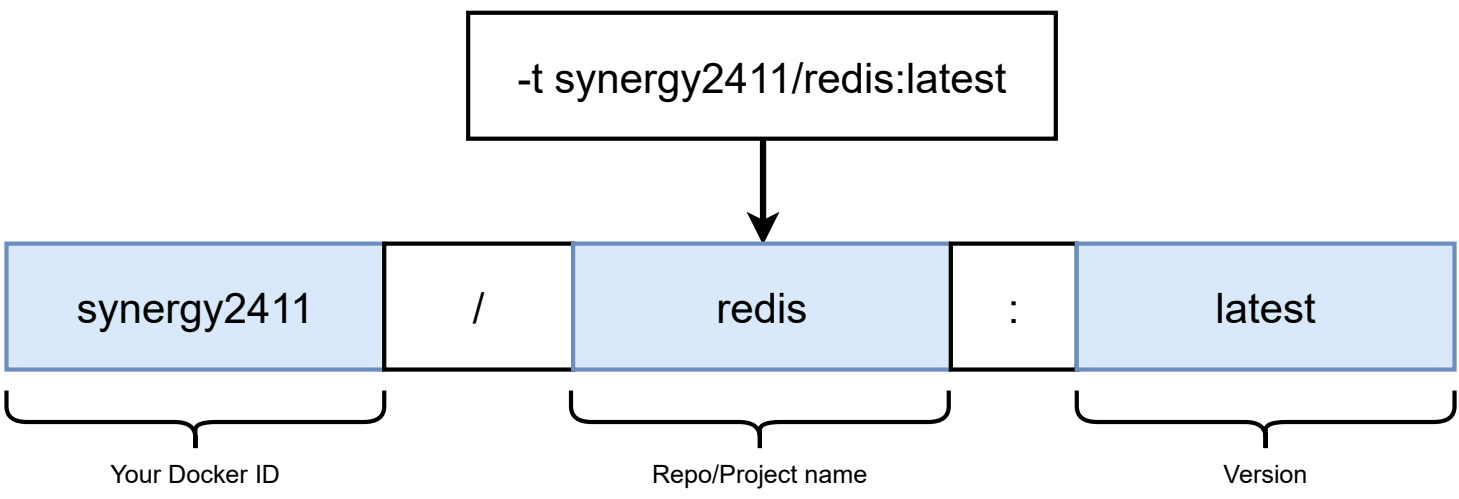 -t synergy2411/redis:latest
synergy2411 / redis : latest
Your Docker ID Repo/Project name Version